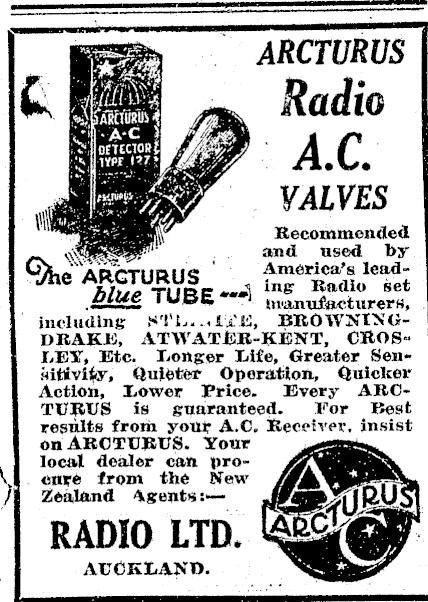 ARCTURUS
Radio
A.C.
VALVES
ARCTURUS
A-C
DETECTOR
TYPE 127
ARCTURUS
The ARCTURUS
blue TUBE
Recommended
and used by
America's lead-
ing Radio set
manufacturers,
including BROWNING-
DRAKE, ATWATER-KENT, CROS-
LEY, Etc. Longer Life, Greater Sen-
sitivity, Quieter Operation, Quicker
Action, Lower Price. Every ARC-
TURUS is guaranteed. For Best
results from your A.C. Receiver, insist
on ARCTURUS. Your
local dealer can pro-
cure from the New
Zealand Agents:—
RADIO LTD.
AUCKLAND.
A
ARCTURUS
C